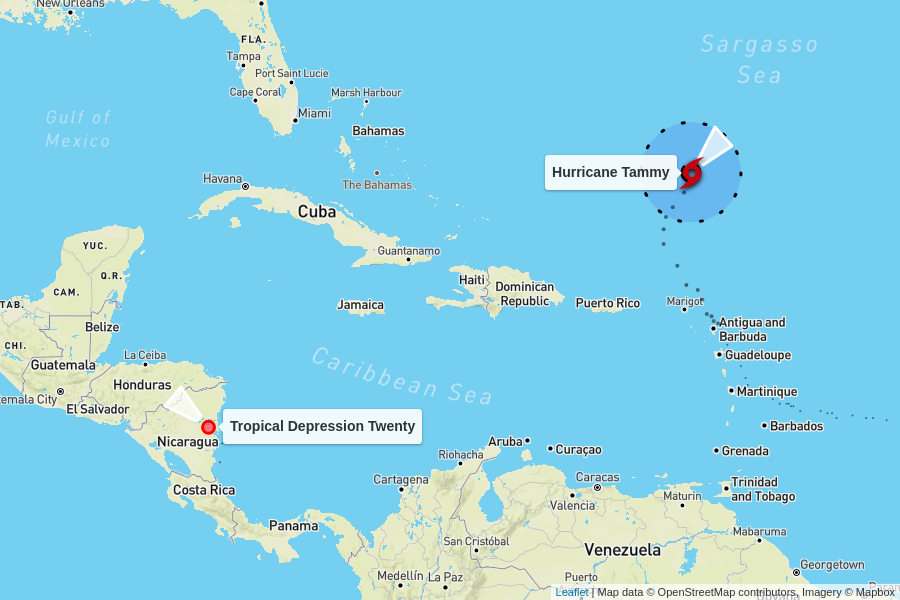 New Orleans
FLA.
Tampa
Port Saint Lucie
Cape Coral
Marsh Harbour
Miami
Bahamas
Sargasso
Sea
Gulf of
Mexico
Hurricane Tammy
Havana
The Bahamas
Cuba
Guantanamo
YUC.
Q.R.
CAM.
TAB.
CHI.
Haiti
Dominican
Republic
Puerto Rico
Jamaica
Marigot
Antigua and
Barbuda
Guadeloupe
Belize
La Ceiba
Guatemala
Honduras
El Salvador
Caribbean Sea
Martinique
Tropical Depression Twenty
Nicaragua
Barbados
Aruba
Curaçao
Grenada
Riohacha
Cartagena
Caracas
Valencia
Maturin
Trinidad
and Tobago
Costa Rica
Panama
San Cristóbal
Venezuela
Mabaruma
Georgetown
Medellín
La Paz
Puerto
Leaflet | Map data © OpenStreetMap contributors, Imagery © Mapbox